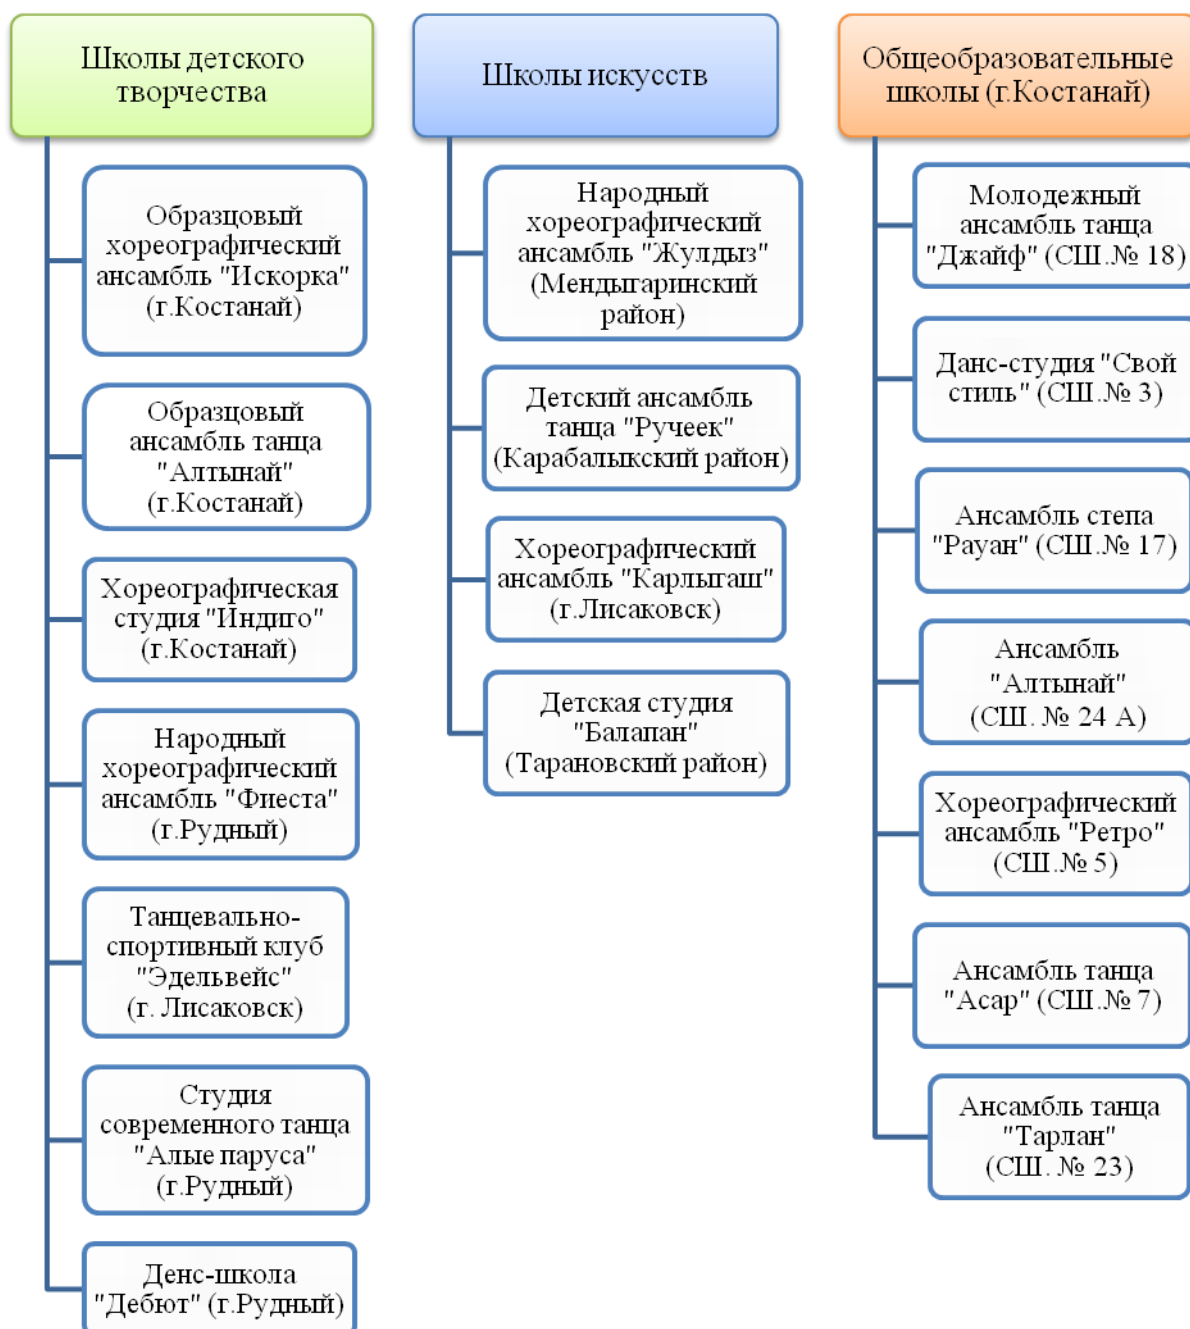 Школы детского
творчества
Образцовый
хореографический
ансамбль "Искорка"
(г.Костанай)
Образцовый
ансамбль танца
"Алтынай"
(г.Костанай)
Хореографическая
студия "Индиго"
(г.Костанай)
Народный
хореографический
ансамбль "Фиеста"
(г.Рудный)
Танцевально-
спортивный клуб
"Эдельвейс"
(г. Лисаковск)
Студия
современного танца
"Алые паруса"
(г.Рудный)
Денс-школа
"Дебют" (г.Рудный)
Школы искусств
Народный
хореографический
ансамбль "Жулдыз"
(Мендыгаринский
район)
Детский ансамбль
танца "Ручеек"
(Карабалыкский район)
Хореографический
ансамбль "Карлыгаш"
(г.Лисаковск)
Детская студия
"Балапан"
(Тарановский район)
Общеобразовательные
школы (г.Костанай)
Молодежный
ансамбль танца
"Джайф" (СШ.№ 18)
Данс-студия "Свой
стиль" (СШ.№ 3)
Ансамбль степа
"Рауан" (СШ.№ 17)
Ансамбль
"Алтынай"
(СШ. № 24 А)
Хореографический
ансамбль "Ретро"
(СШ.№ 5)
Ансамбль танца
"Асар" (СШ.№ 7)
Ансамбль танца
"Тарлан"
(СШ. № 23)